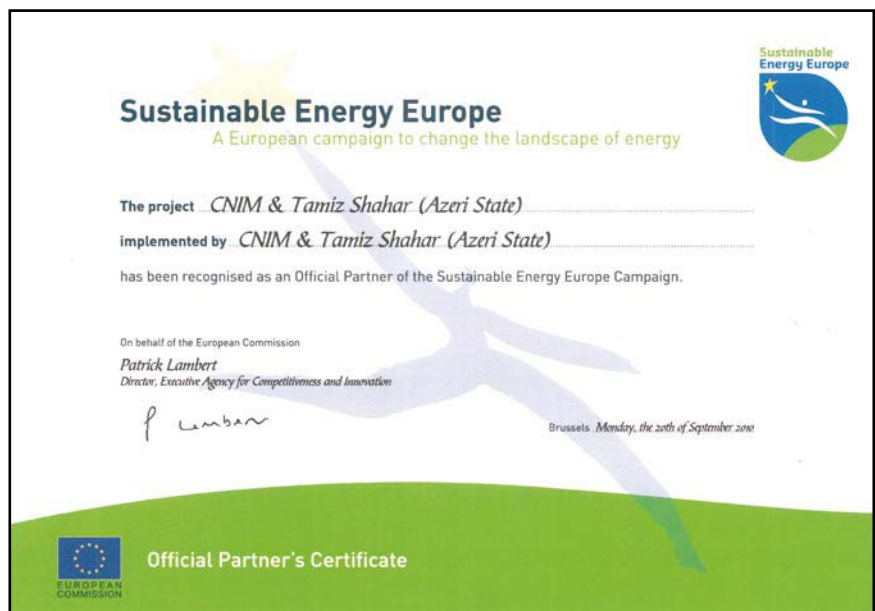 Sustainable
Energy Europe
Sustainable Energy Europe
A European campaign to change the landscape of energy
The project CNIM & Tamiz Shahar (Azeri State)
implemented by CNIM & Tamiz Shahar (Azeri State)
has been recognised as an Official Partner of the Sustainable Energy Europe Campaign.
On behalf of the European Commission
Patrick Lambert
Director, Executive Agency for Competitiveness and Innovation
P Lambert
Brussels Monday, the 20th of September 2010
Official Partner's Certificate
EUROPEAN
COMMISSION